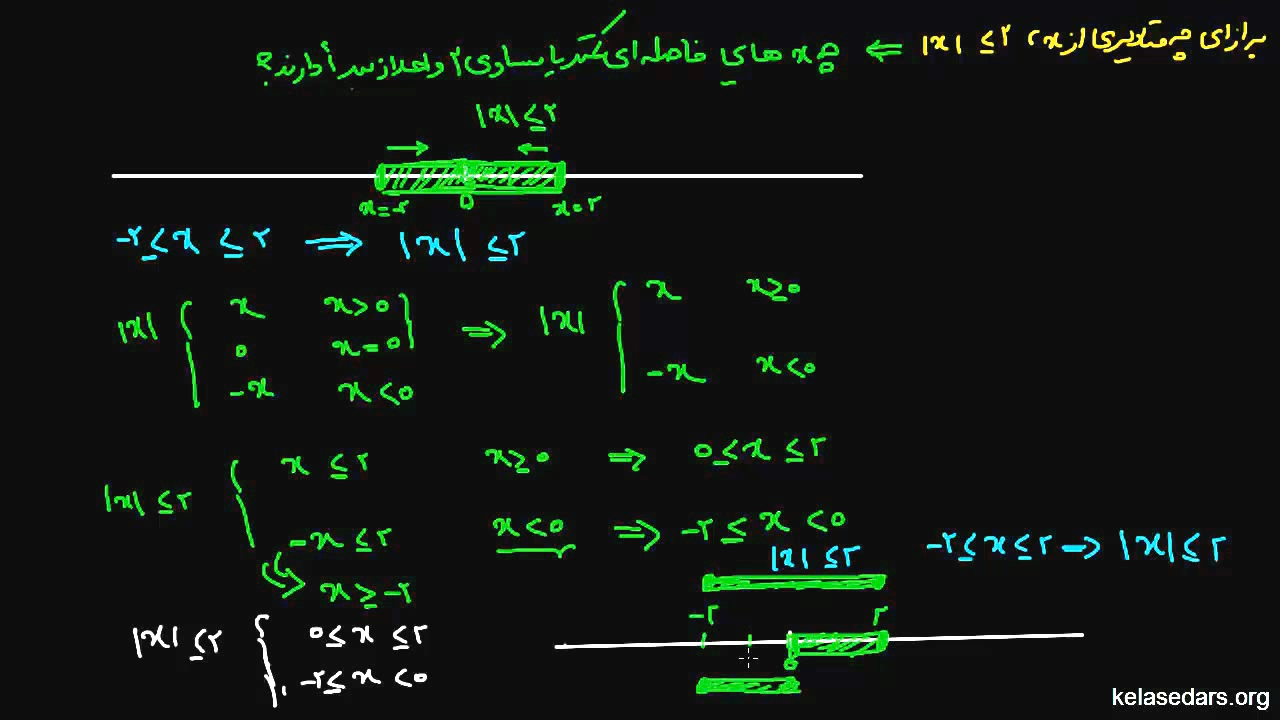 برازای چه مقادیری از x ، |x| ≤ ۲ ⇐ چه x های فاصله ای کمتر یا مساوی ۲ واحد از مبدأ دارند؟
|x| ≤ ۲
x=-۲ 0 x=۲
-۲ ≤ x ≤ ۲ ⇒ |x| ≤ ۲
|x| { x x>0
0 x=0
-x x<0 } ⇒ |x| { x x≥0
-x x<0
|x| ≤ ۲ { x ≤ ۲ x≥0 ⇒ 0 ≤ x ≤ ۲
-x ≤ ۲ x<0 ⇒ -۲ ≤ x < 0
x ≥ -۲
|x| ≤ ۲ -۲ ≤ x ≤ ۲ ⇒ |x| ≤ ۲
-۲ 0 ۲
|x| ≤ ۲ { 0 ≤ x ≤ ۲
-۲ ≤ x < 0
kelasedars.org